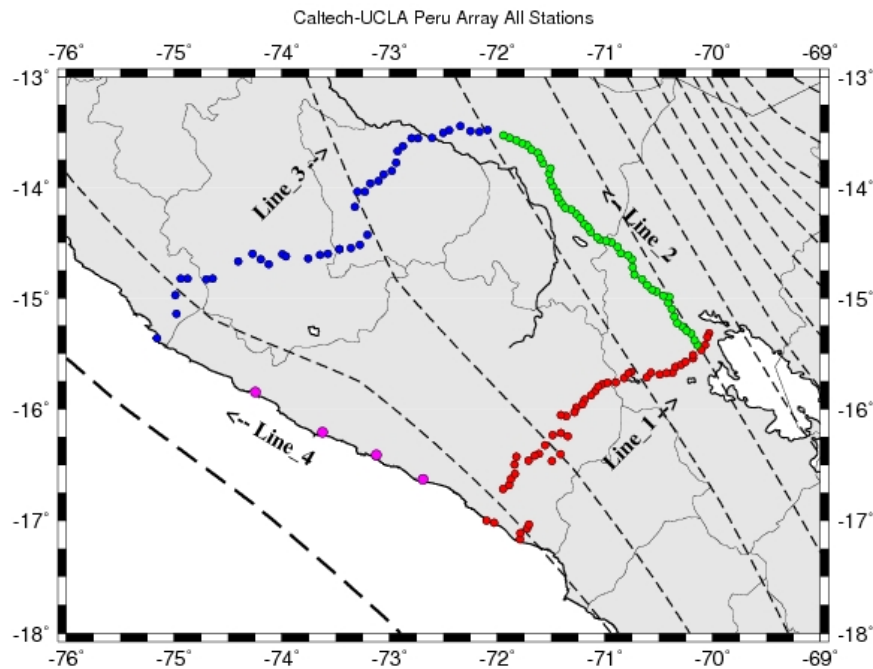 Caltech-UCLA Peru Array All Stations
-76° -75° -74° -73° -72° -71° -70° -69°
-13° -13°
Line_3 -->
-14° -14°
<-- Line_2
-15° -15°
-16° -16°
<-- Line_4
Line_1 -->
-17° -17°
-18° -18°
-76° -75° -74° -73° -72° -71° -70° -69°